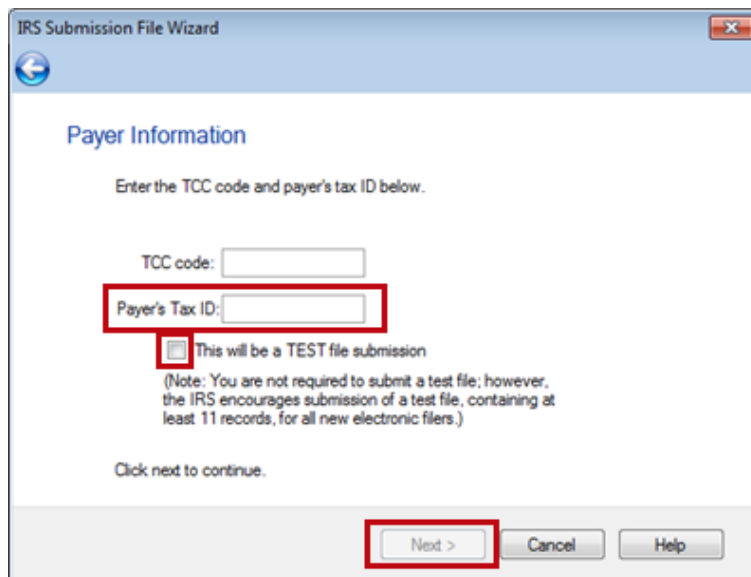 IRS Submission File Wizard
Payer Information
Enter the TCC code and payer's tax ID below.
TCC code:
Payer's Tax ID:
This will be a TEST file submission
(Note: You are not required to submit a test file; however,
the IRS encourages submission of a test file, containing at
least 11 records, for all new electronic filers.)
Click next to continue.
Next > Cancel Help